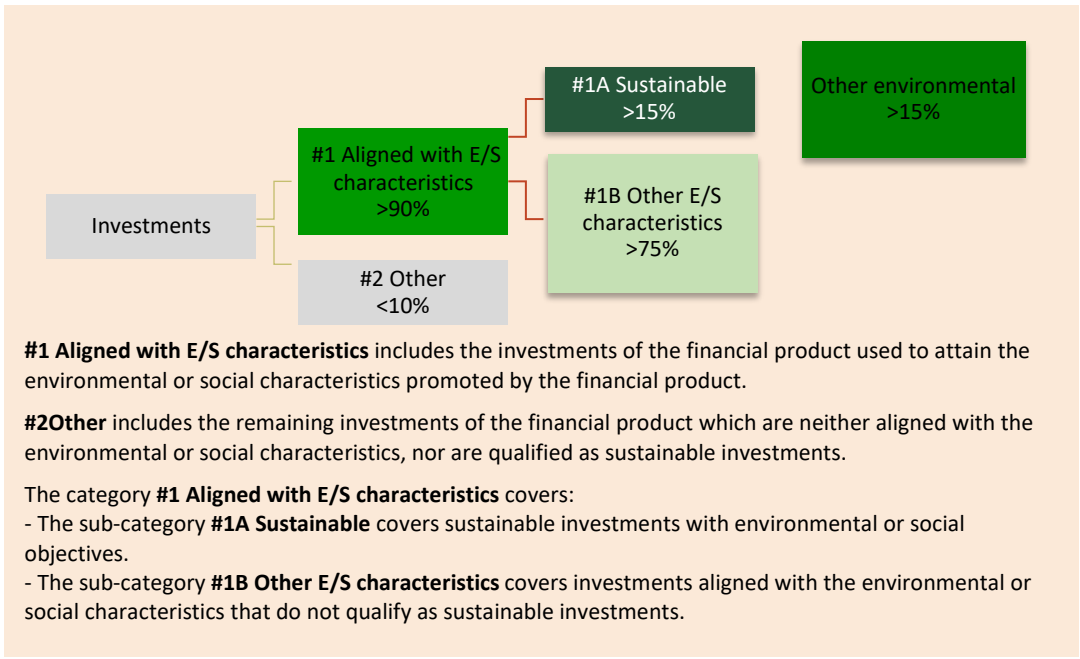 #1A Sustainable
>15%
Other environmental
>15%
#1 Aligned with E/S
characteristics
>90%
#1B Other E/S
characteristics
>75%
Investments
#2 Other
<10%
#1 Aligned with E/S characteristics includes the investments of the financial product used to attain the
environmental or social characteristics promoted by the financial product.
#2Other includes the remaining investments of the financial product which are neither aligned with the
environmental or social characteristics, nor are qualified as sustainable investments.
The category #1 Aligned with E/S characteristics covers:
- The sub-category #1A Sustainable covers sustainable investments with environmental or social
objectives.
- The sub-category #1B Other E/S characteristics covers investments aligned with the environmental or
social characteristics that do not qualify as sustainable investments.